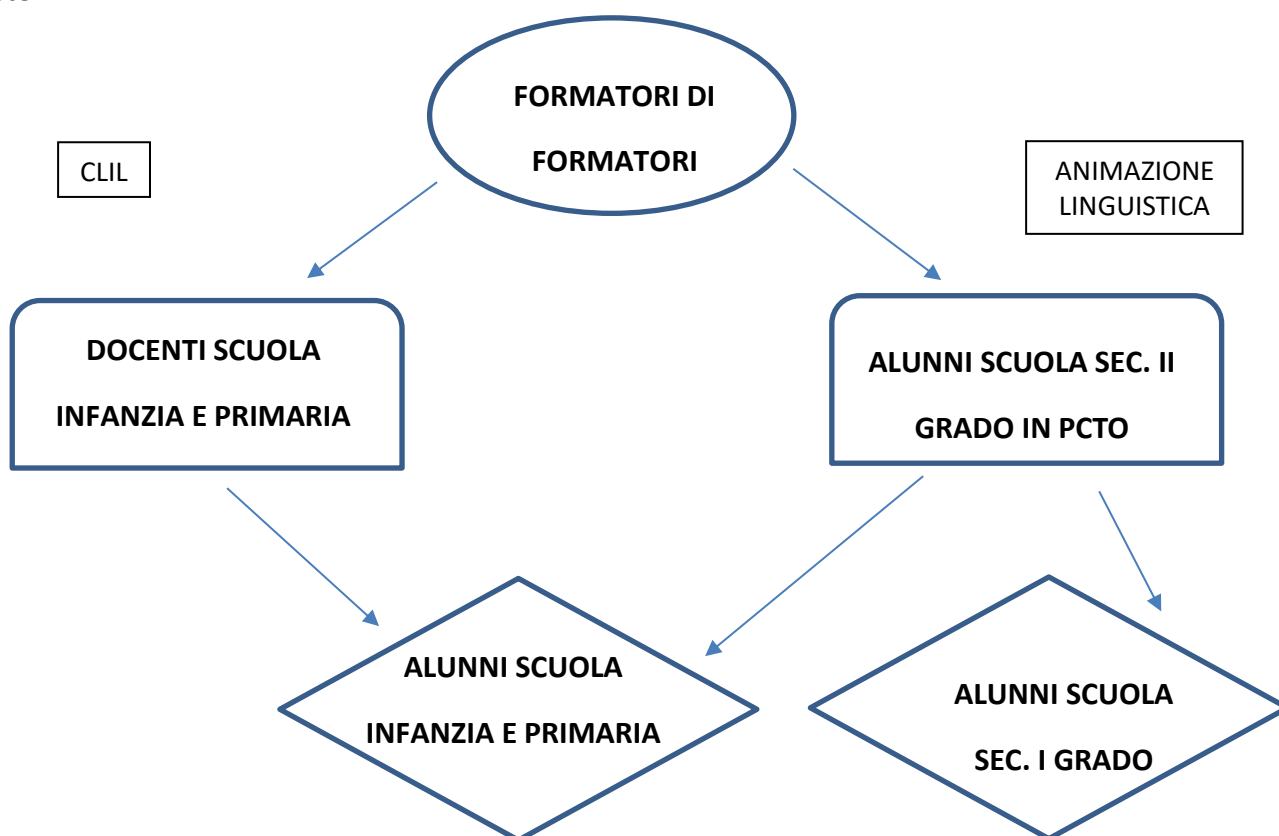 FORMATORI DI
FORMATORI
CLIL
ANIMAZIONE
LINGUISTICA
DOCENTI SCUOLA
INFANZIA E PRIMARIA
ALUNNI SCUOLA SEC. II
GRADO IN PCTO
ALUNNI SCUOLA
INFANZIA E PRIMARIA
ALUNNI SCUOLA
SEC. I GRADO